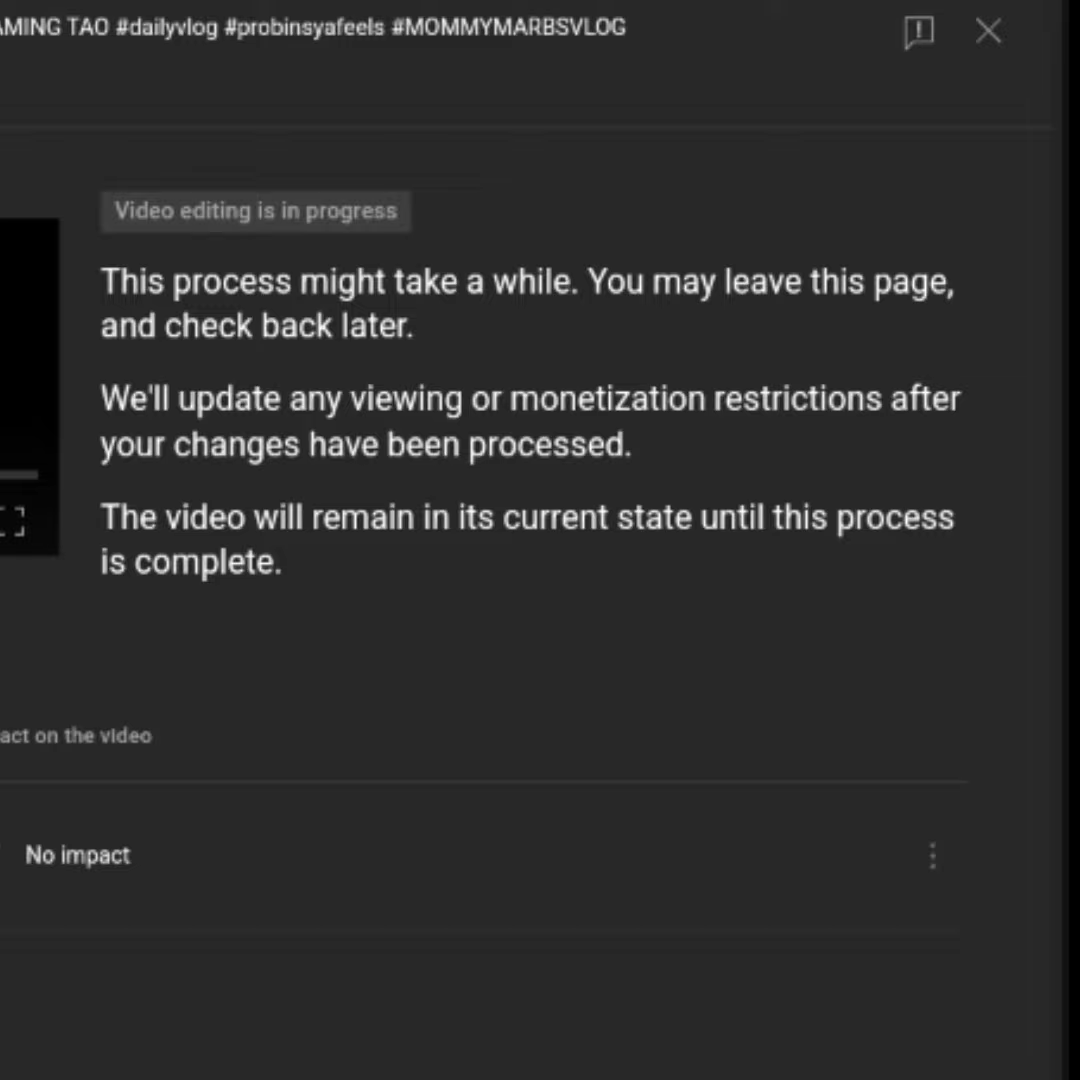 AMING TAO #dailyvlog #probinsyafeels #MOMMYMARBSVLOG
Video editing is in progress
This process might take a while. You may leave this page,
and check back later.
We'll update any viewing or monetization restrictions after
your changes have been processed.
The video will remain in its current state until this process
is complete.
act on the video
No impact